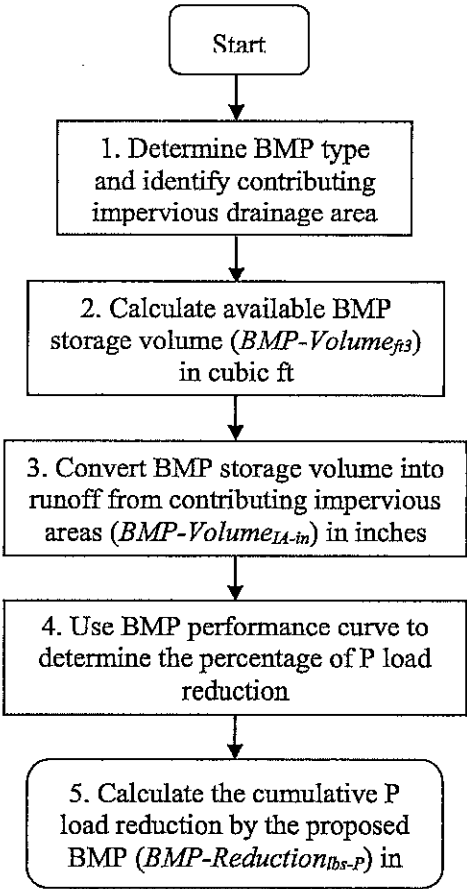 Start
1. Determine BMP type
and identify contributing
impervious drainage area
2. Calculate available BMP
storage volume (BMP-Volumeft3)
in cubic ft
3. Convert BMP storage volume into
runoff from contributing impervious
areas (BMP-VolumeIA-in) in inches
4. Use BMP performance curve to
determine the percentage of P load
reduction
5. Calculate the cumulative P
load reduction by the proposed
BMP (BMP-Reductionlbs-P) in